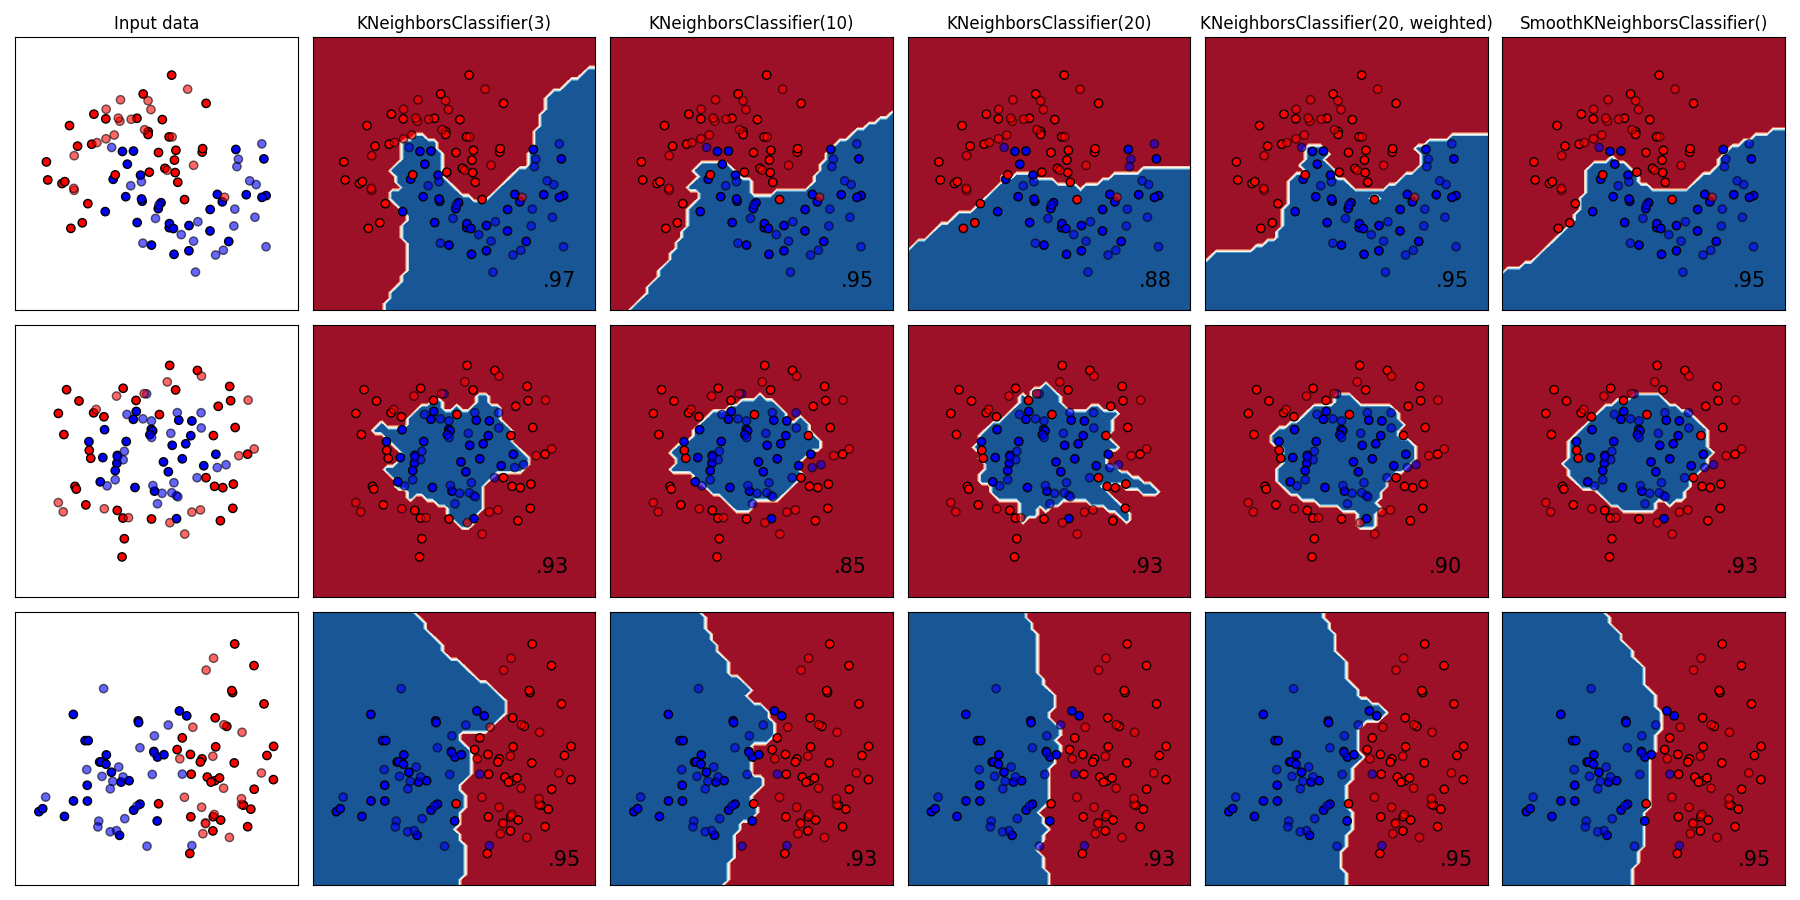 Input data
KNeighborsClassifier(3)
KNeighborsClassifier(10)
KNeighborsClassifier(20)
KNeighborsClassifier(20, weighted)
SmoothKNeighborsClassifier()
.97
.95
.88
.95
.95
.93
.85
.93
.90
.93
.95
.93
.93
.95
.95